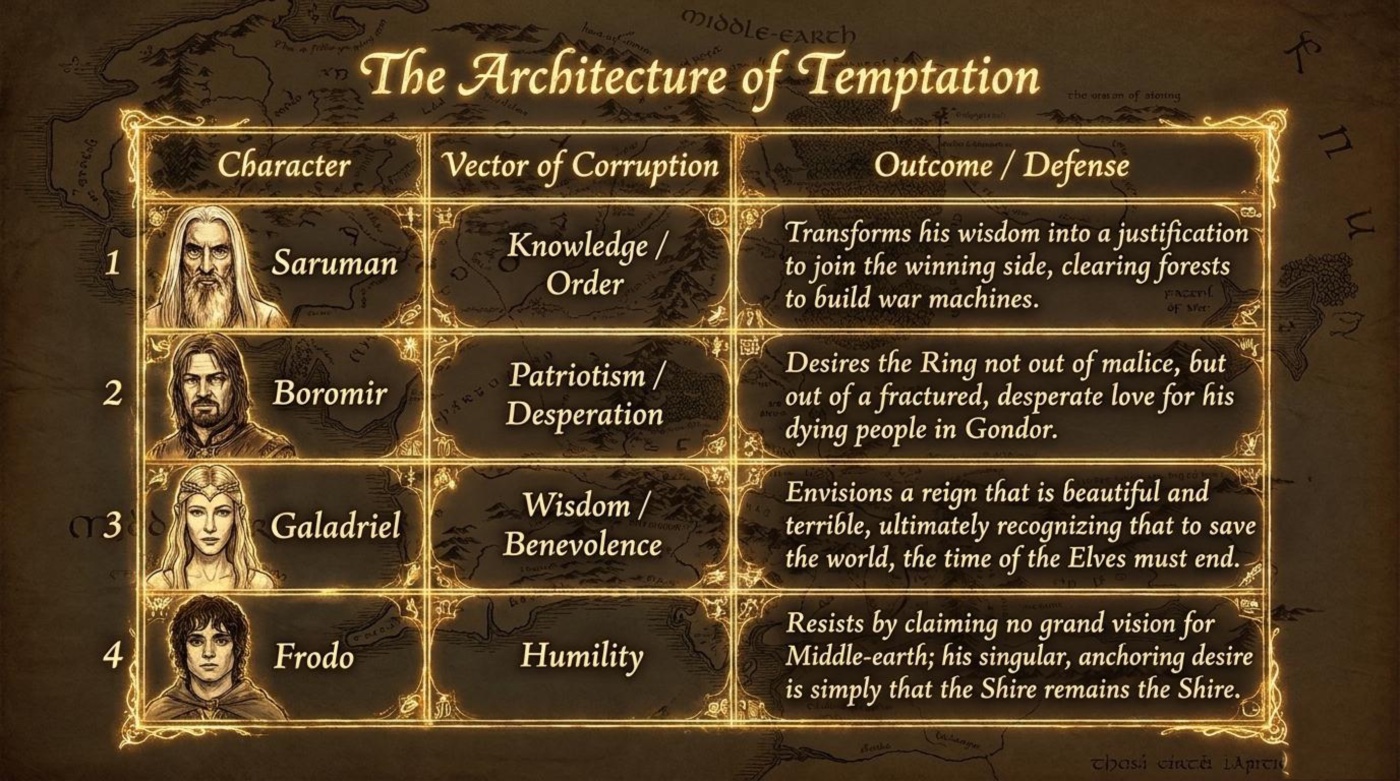 MIDDLE-EARTH
The Architecture of Temptation
Character
Vector of Corruption
Outcome / Defense
1
Saruman
Knowledge /
Order
Transforms his wisdom into a justification
to join the winning side, clearing forests
to build war machines.
2
Boromir
Patriotism /
Desperation
Desires the Ring not out of malice, but
out of a fractured, desperate love for his
dying people in Gondor.
3
Galadriel
Wisdom /
Benevolence
Envisions a reign that is beautiful and
terrible, ultimately recognizing that to save
the world, the time of the Elves must end.
4
Frodo
Humility
Resists by claiming no grand vision for
Middle-earth; his singular, anchoring desire
is simply that the Shire remains the Shire.